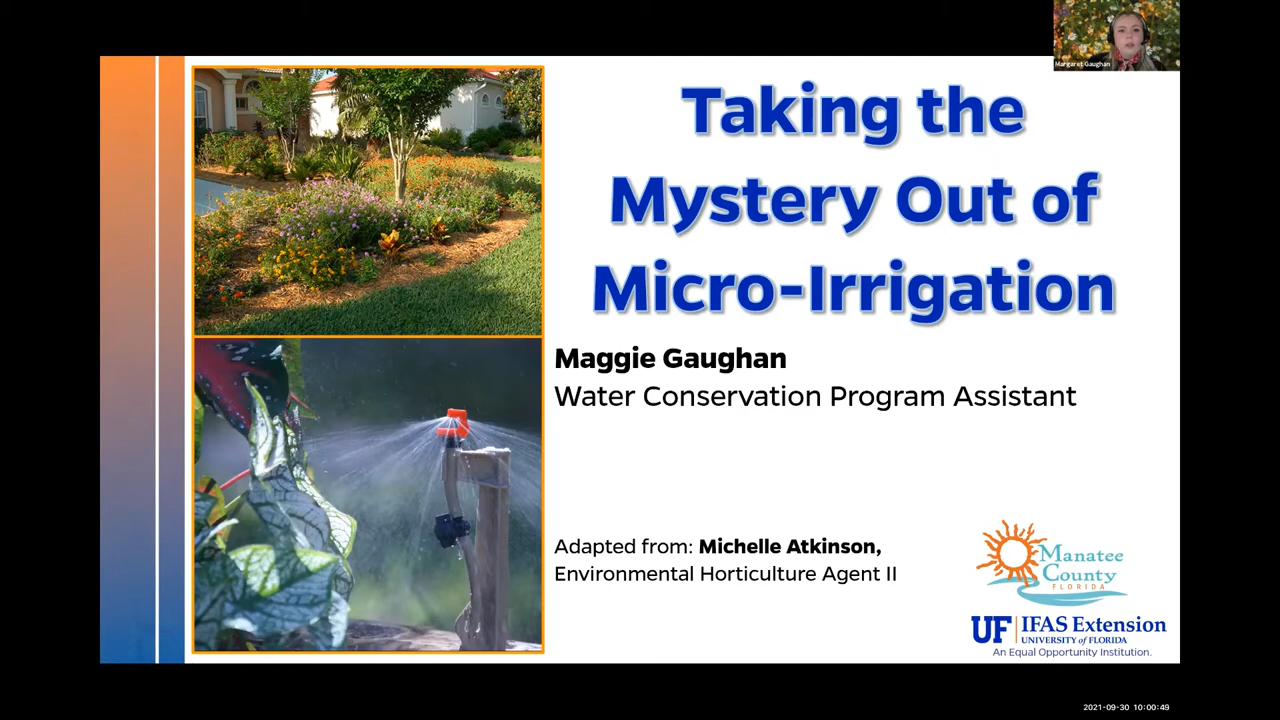 Margaret Gaughan
Taking the
Mystery Out of
Micro-Irrigation
Maggie Gaughan
Water Conservation Program Assistant
Adapted from: Michelle Atkinson,
Environmental Horticulture Agent II
Manatee
County
FLORIDA
UF IFAS Extension
UNIVERSITY of FLORIDA
An Equal Opportunity Institution.
2021-09-30 10:00:49